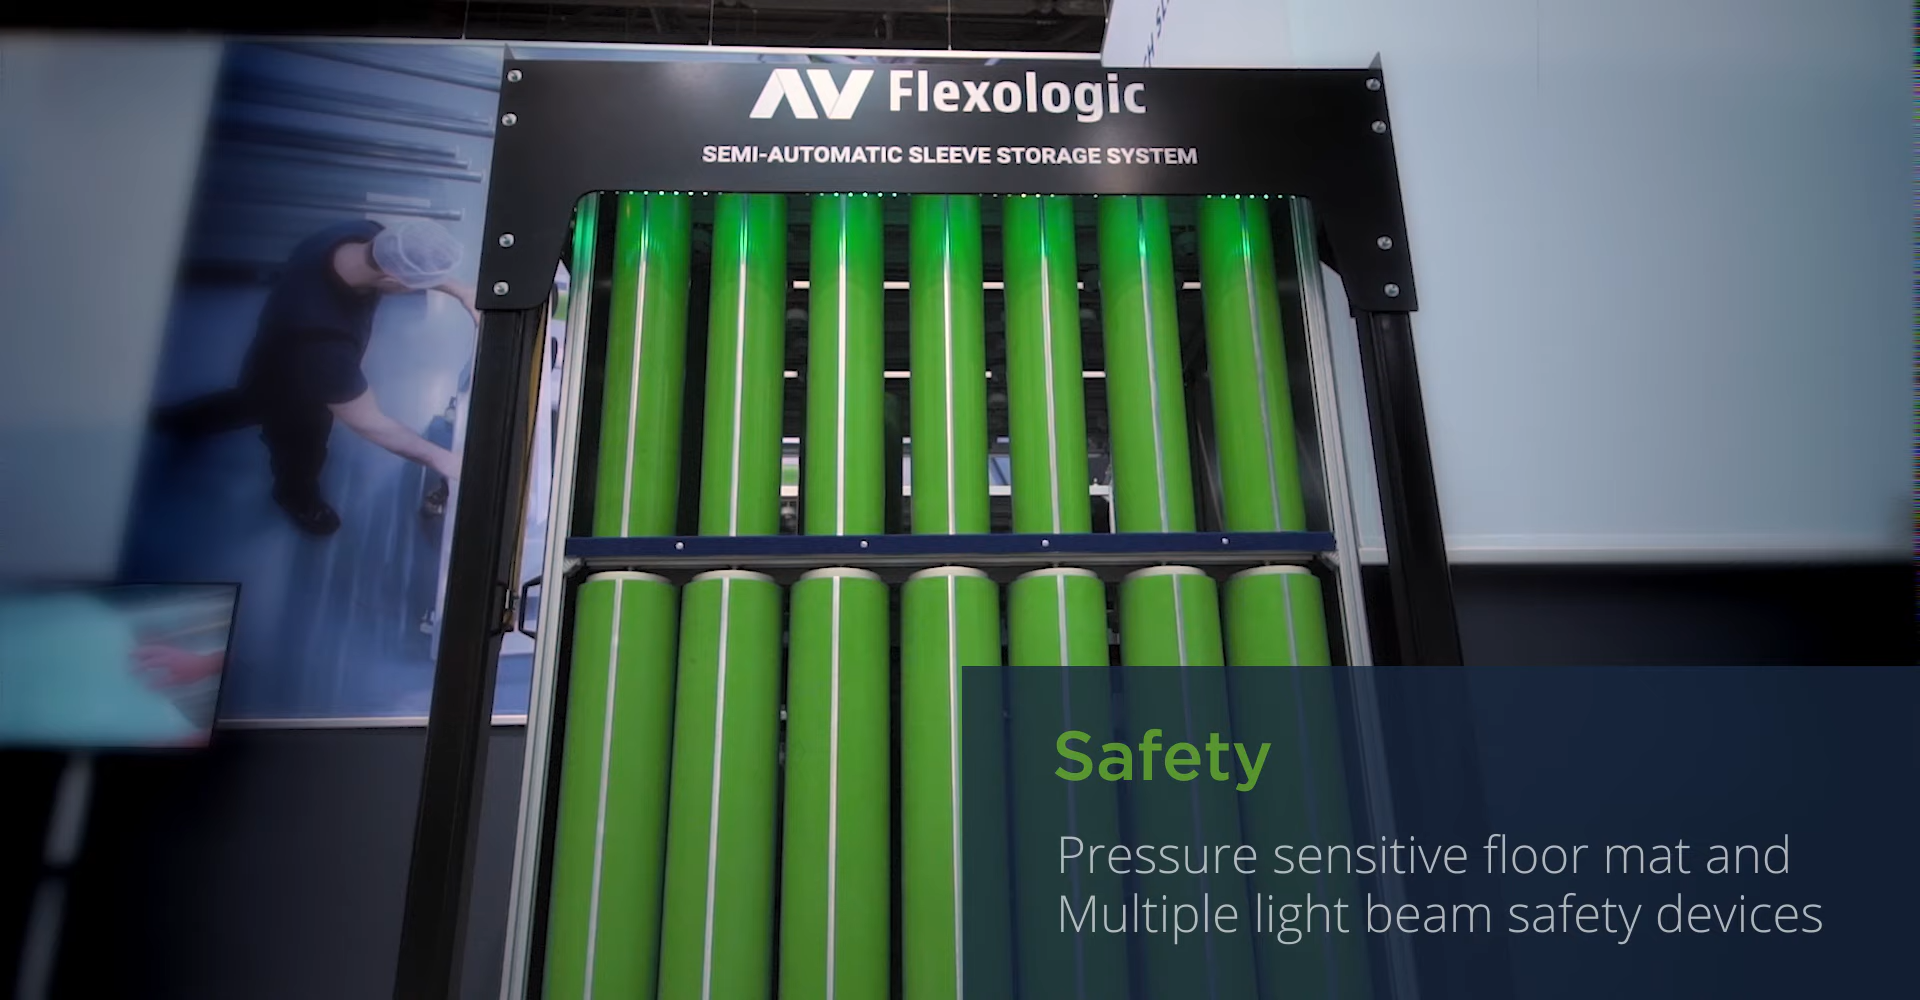 AV Flexologic
SEMI-AUTOMATIC SLEEVE STORAGE SYSTEM
Safety
Pressure sensitive floor mat and
Multiple light beam safety devices